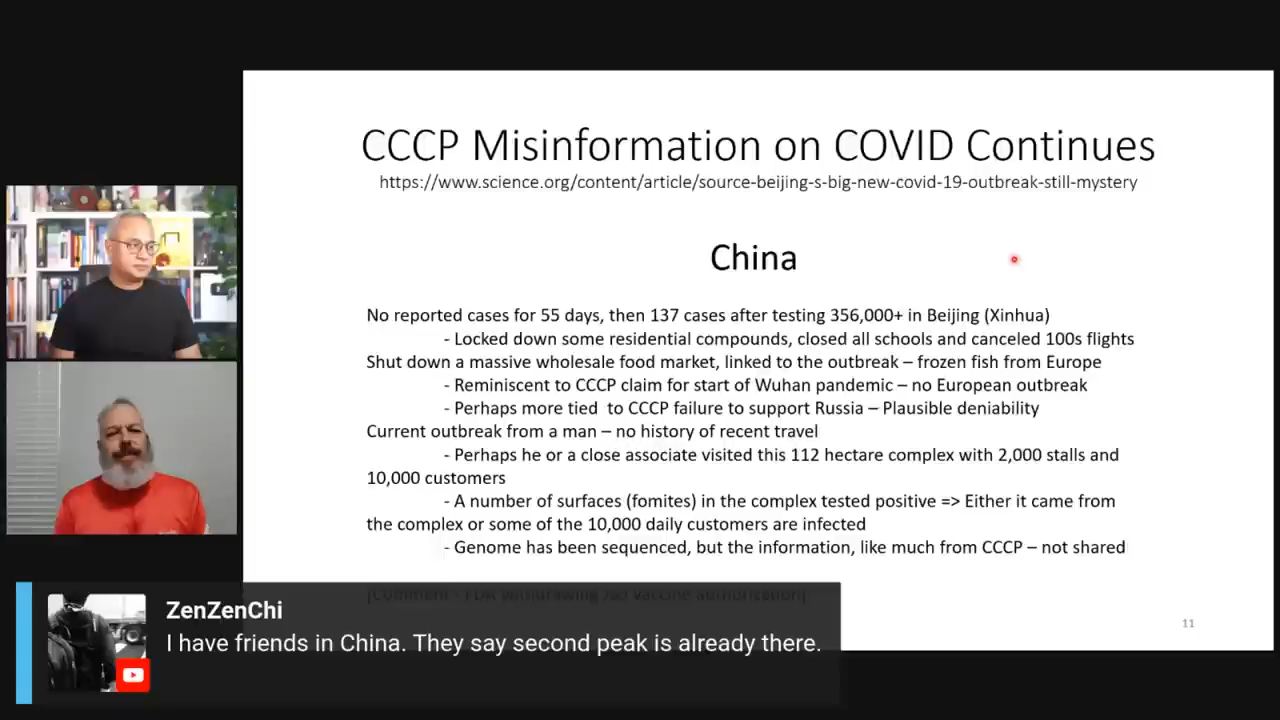 CCCP Misinformation on COVID Continues
https://www.science.org/content/article/source-beijing-s-big-new-covid-19-outbreak-still-mystery
China
No reported cases for 55 days, then 137 cases after testing 356,000+ in Beijing (Xinhua)
- Locked down some residential compounds, closed all schools and canceled 100s flights
Shut down a massive wholesale food market, linked to the outbreak – frozen fish from Europe
- Reminiscent to CCCP claim for start of Wuhan pandemic – no European outbreak
- Perhaps more tied to CCCP failure to support Russia – Plausible deniability
Current outbreak from a man – no history of recent travel
- Perhaps he or a close associate visited this 112 hectare complex with 2,000 stalls and
10,000 customers
- A number of surfaces (fomites) in the complex tested positive => Either it came from
the complex or some of the 10,000 daily customers are infected
- Genome has been sequenced, but the information, like much from CCCP – not shared
[Comment - FDA withdrawing J&J vaccine authorization]
11
ZenZenChi
I have friends in China. They say second peak is already there.